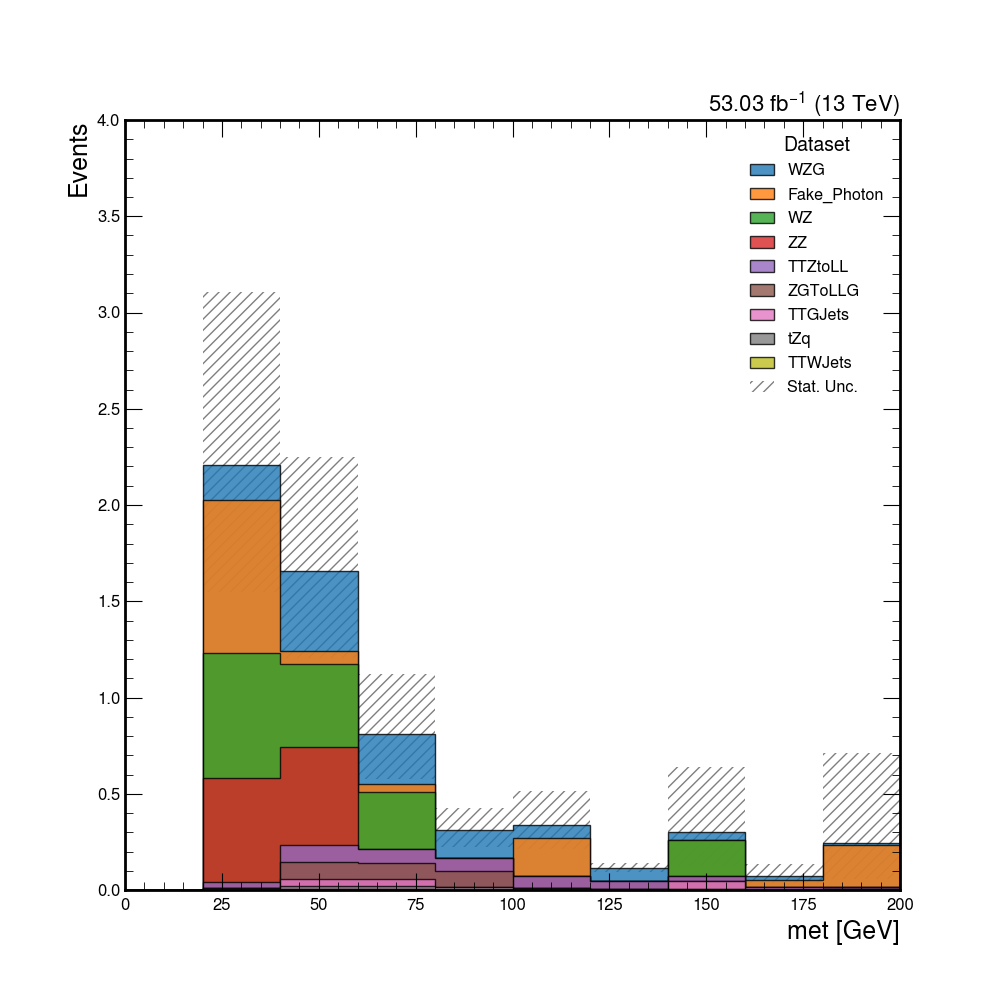 53.03 fb⁻¹ (13 TeV)
Events
4.0
3.5
3.0
2.5
2.0
1.5
1.0
0.5
0.0
Dataset
WZG
Fake_Photon
WZ
ZZ
TTZtoLL
ZGToLLG
TTGJets
tZq
TTWJets
Stat. Unc.
0 25 50 75 100 125 150 175 200
met [GeV]